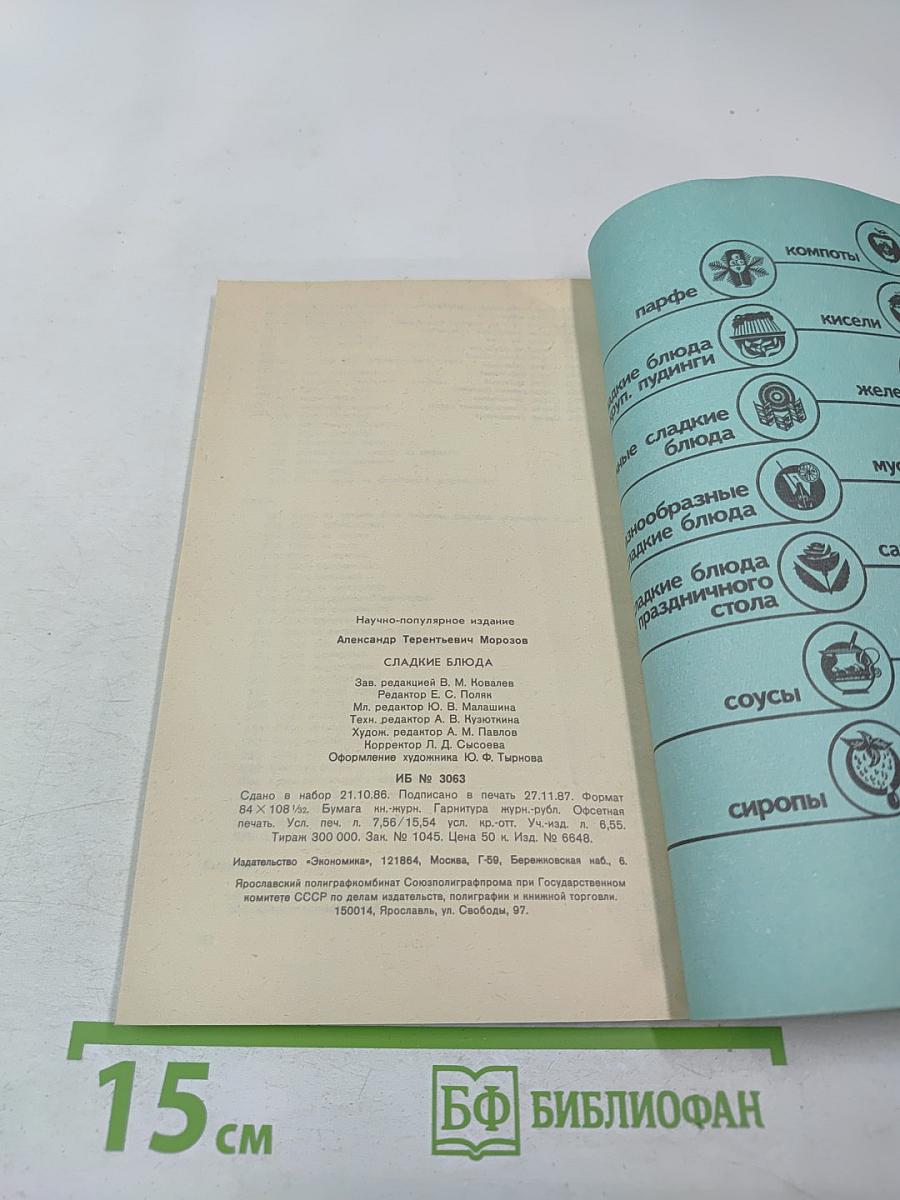 Научно-популярное издание
Александр Терентьевич Морозов
СЛАДКИЕ БЛЮДА
Зав. редакцией В. М. Ковалев
Редактор Е. С. Поляк
Мл. редактор Ю. В. Малашина
Техн. редактор А. В. Кузюткина
Худож. редактор А. М. Павлов
Корректор Л. Д. Сысоева
Оформление художника Ю. Ф. Тырнова
ИБ № 3063
Сдано в набор 21.10.86. Подписано в печать 27.11.87. Формат
84×108 1/32. Бумага кн.-журн. Гарнитура журн.-рубл. Офсетная
печать. Усл. печ. л. 7,56/15,54 усл. кр.-отт. Уч.-изд. л. 6,55.
Тираж 300 000. Зак. № 1045. Цена 50 к. Изд. № 6648.
Издательство «Экономика», 121864, Москва, Г-59, Бережковская наб., 6.
Ярославский полиграфкомбинат Союзполиграфпрома при Государственном
комитете СССР по делам издательств, полиграфии и книжной торговли.
150014, Ярославль, ул. Свободы, 97.
компоты
парфе
кисели
блюда
пудинги
сладкие
блюда
блюда
блюда
праздничного
стола
соусы
сиропы
15 см
БФ БИБЛИОФАН